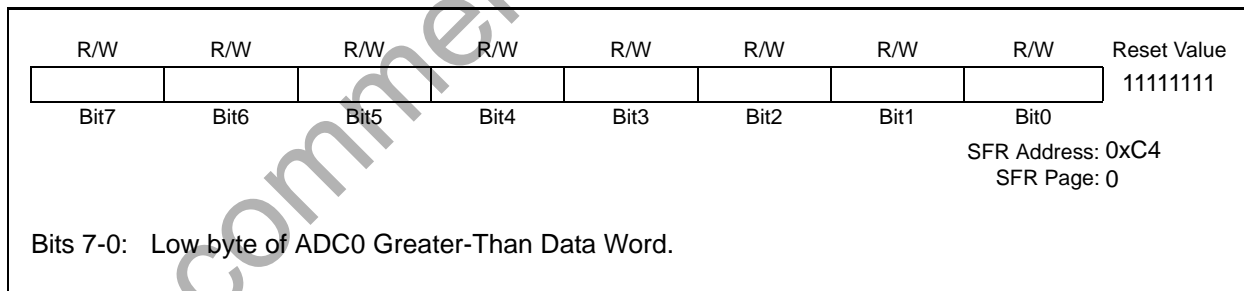 R/W R/W R/W R/W R/W R/W R/W R/W Reset Value
11111111
Bit7 Bit6 Bit5 Bit4 Bit3 Bit2 Bit1 Bit0
SFR Address: 0xC4
SFR Page: 0
Bits 7-0: Low byte of ADC0 Greater-Than Data Word.
comme